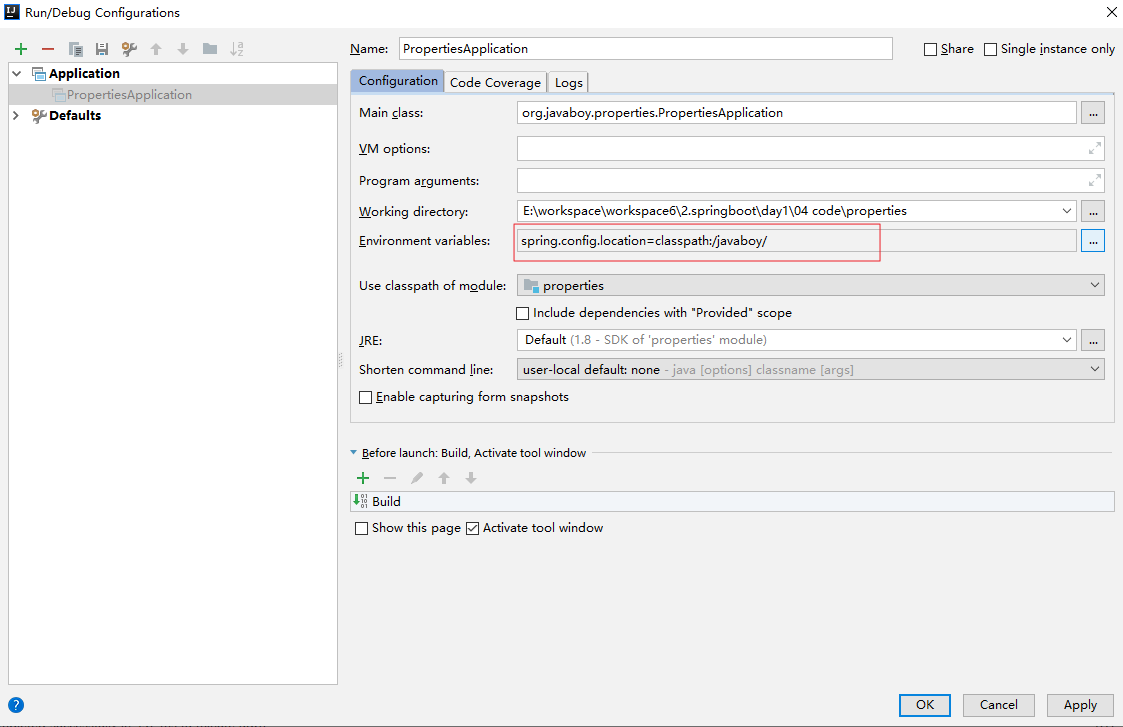 Run/Debug Configurations
Name: PropertiesApplication Share Single instance only
Application
PropertiesApplication
Defaults
Configuration Code Coverage Logs
Main class: org.javaboy.properties.PropertiesApplication ...
VM options:
Program arguments:
Working directory: E:\workspace\workspace6\2.springboot\day1\04 code\properties ...
Environment variables: spring.config.location=classpath:/javaboy/ ...
Use classpath of module: properties
Include dependencies with "Provided" scope
JRE: Default (1.8 - SDK of 'properties' module) ...
Shorten command line: user-local default: none - java [options] classname [args]
Enable capturing form snapshots
Before launch: Build, Activate tool window
Build
Show this page Activate tool window
OK Cancel Apply